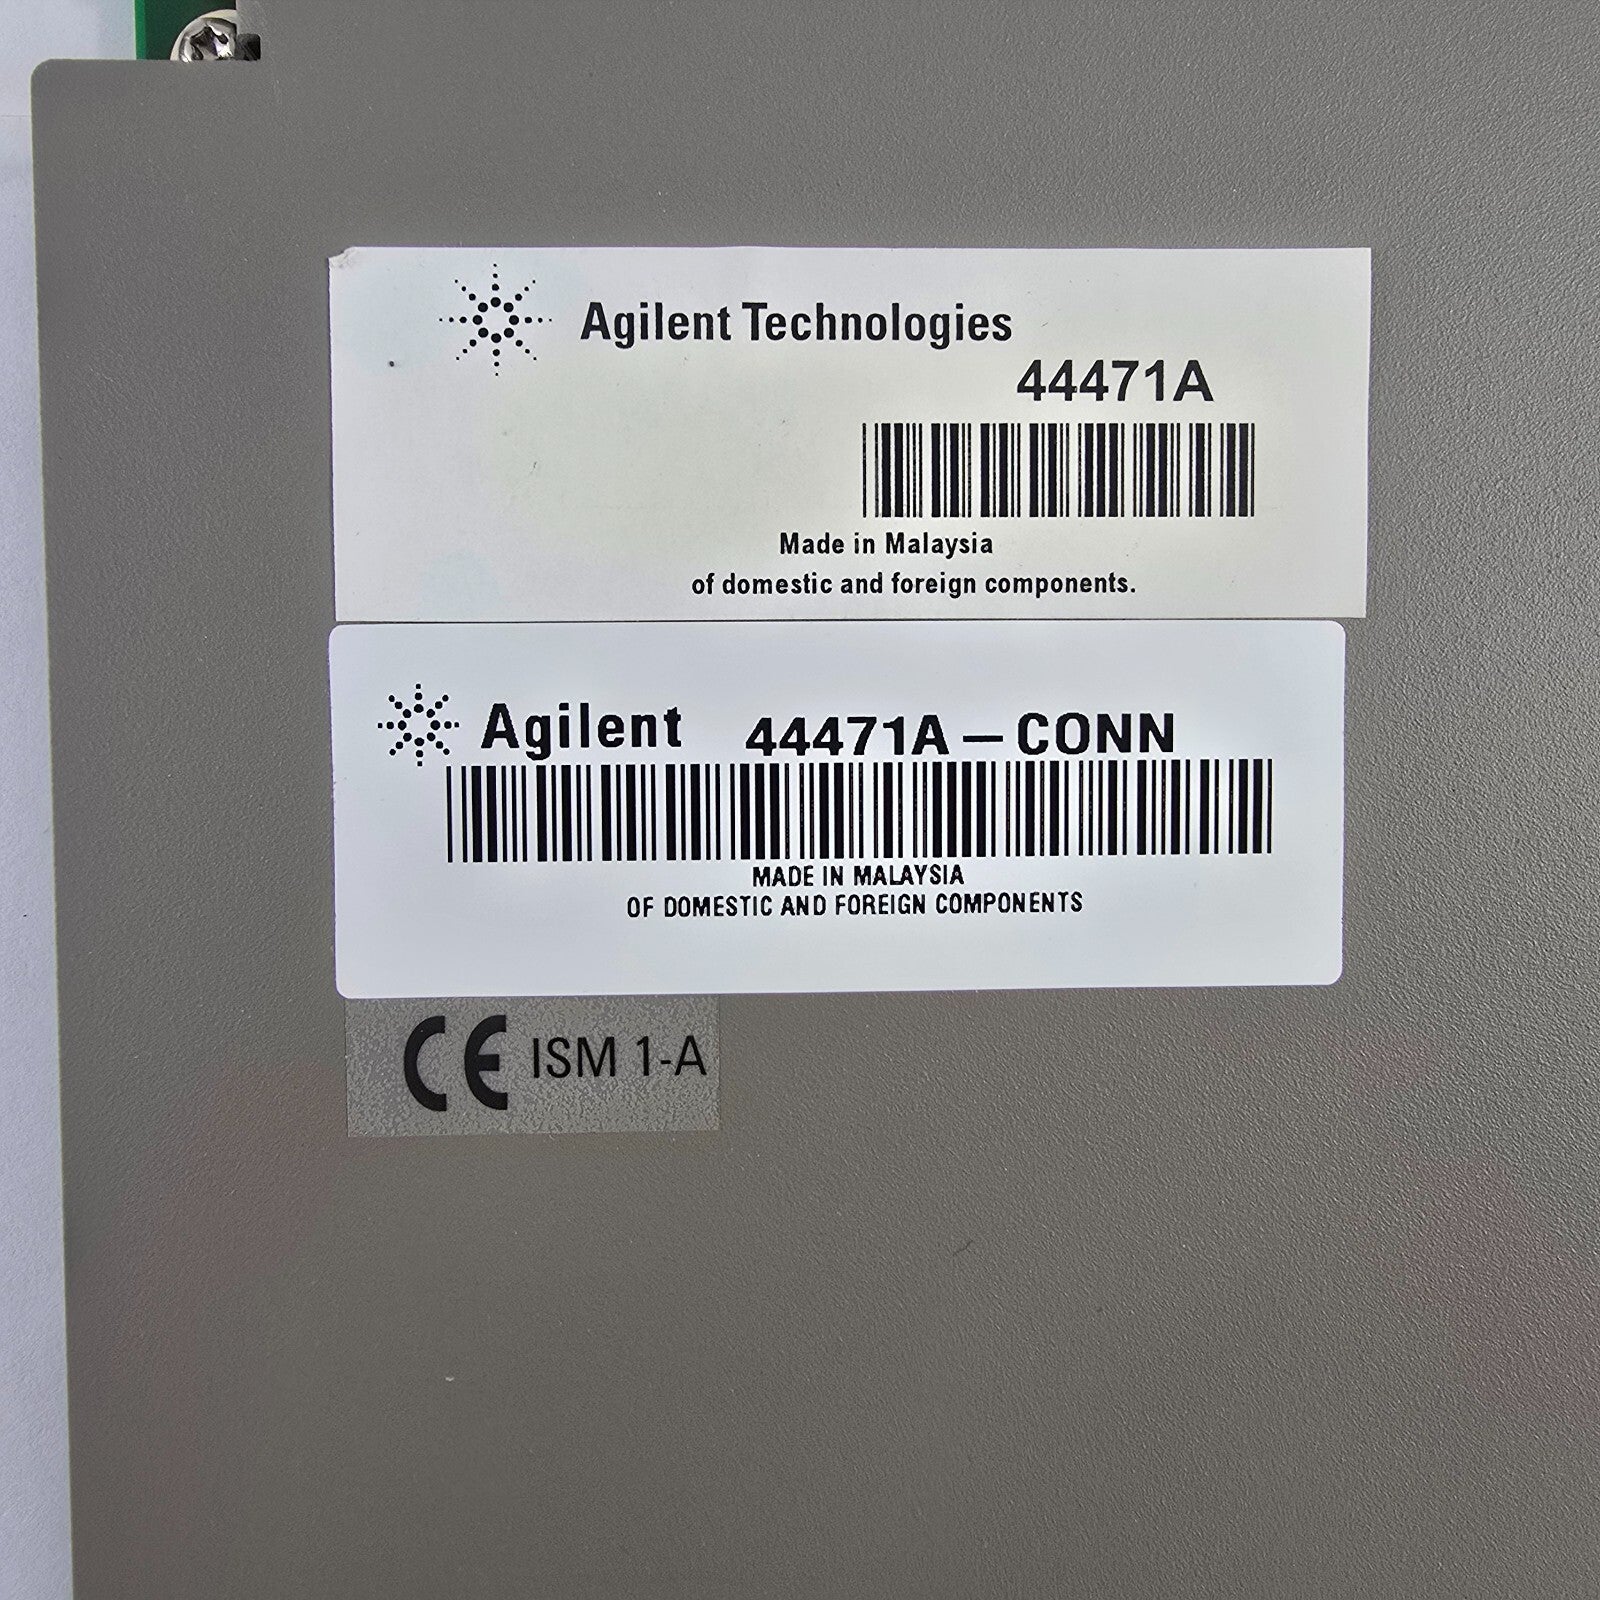 Agilent Technologies
44471A
Made in Malaysia
of domestic and foreign components.
Agilent 44471A – CONN
MADE IN MALAYSIA
OF DOMESTIC AND FOREIGN COMPONENTS
CE ISM 1-A